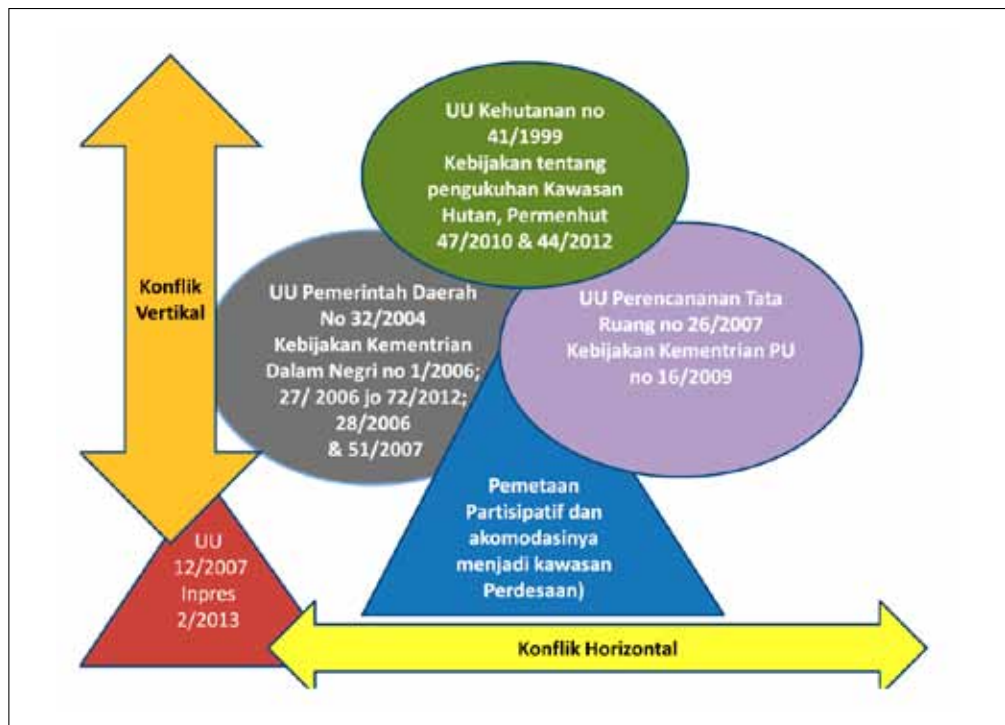 UU Kehutanan no
41/1999
Kebijakan tentang
pengukuhan Kawasan
Hutan, Permenhut
47/2010 & 44/2012
Konflik
Vertikal
UU Pemerintah Daerah
No 32/2004
Kebijakan Kementrian
Dalam Negri no 1/2006;
27/ 2006 jo 72/2012;
28/2006
& 51/2007
UU Perencananan Tata
Ruang no 26/2007
Kebijakan Kementrian PU
no 16/2009
Pemetaan
Partisipatif dan
akomodasinya
menjadi kawasan
Perdesaan)
UU
12/2007
Inpres
2/2013
Konflik Horizontal